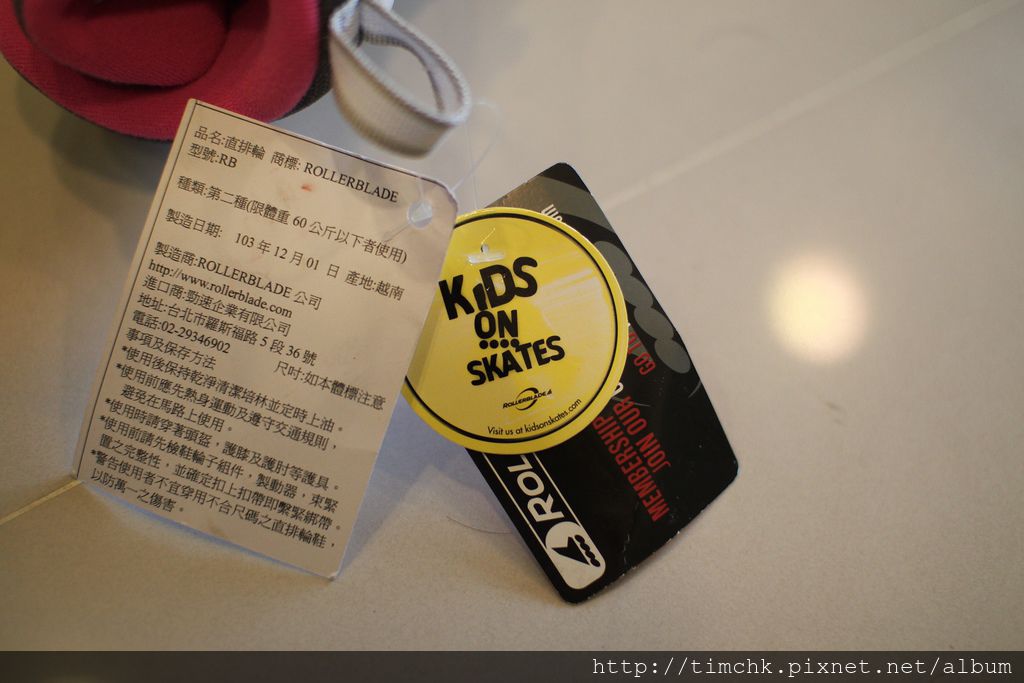 品名:直排輪 商標: ROLLERBLADE
型號:RB
種類:第二種(限體重 60 公斤以下者使用)
製造日期: 103 年 12 月 01 日 產地:越南
製造商:ROLLERBLADE 公司
http://www.rollerblade.com
進口商:勁速企業有限公司
地址:台北市羅斯福路 5 段 36 號
電話:02-29346902 尺吋:如本體標注意
事項及保存方法
*使用後保持乾淨清潔培林並定時上油。
*使用前應先熱身運動及遵守交通規則，
避免在馬路上使用。
*使用時請穿著頭盔，護膝及護肘等護具。
*使用前請先檢鞋輪子組件，製動器，束緊
置之完整性，並確定扣上扣帶即繫緊綁帶。
*警告使用者不宜穿用不合尺碼之直排輪鞋，
以防萬一之傷害。
KiDS
ON
SKATES
ROLLERBLADE
Visit us at kidsonskates.com
GO TO
JOIN OUR
MEMBERSHIP
ROL
http://timchk.pixnet.net/album